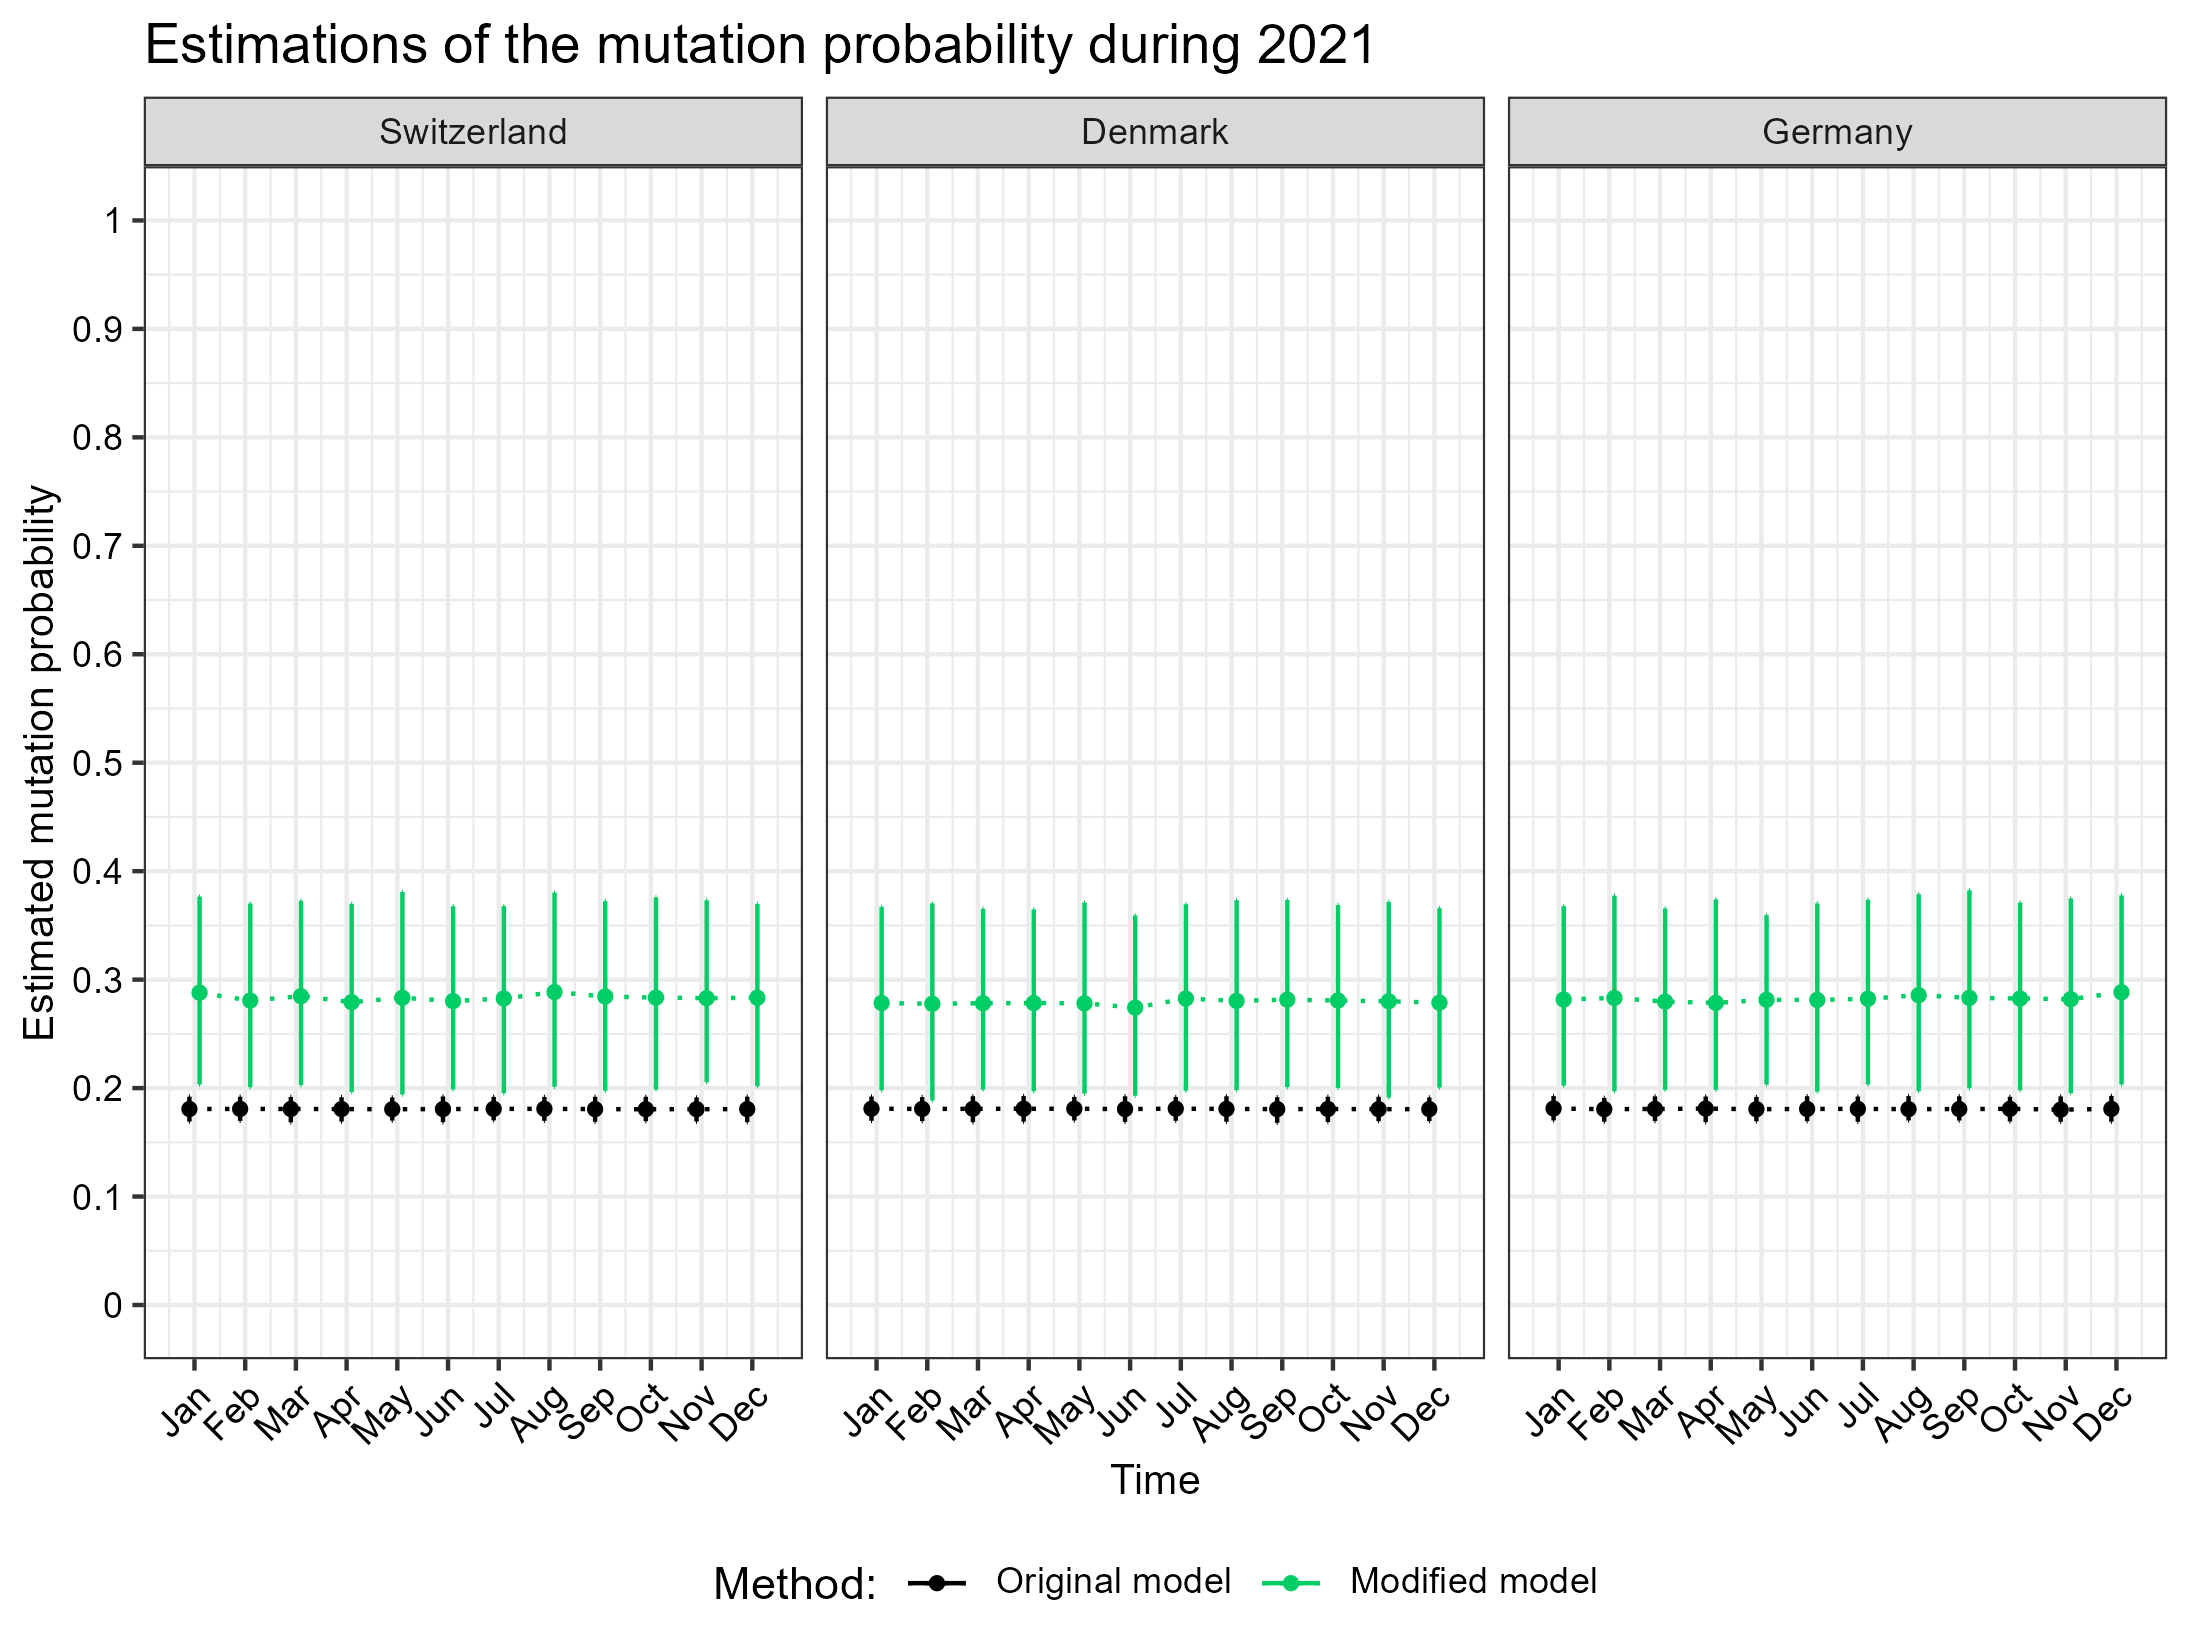 Estimations of the mutation probability during 2021
Switzerland
Denmark
Germany
Estimated mutation probability
1
0.9
0.8
0.7
0.6
0.5
0.4
0.3
0.2
0.1
0
Jan Feb Mar Apr May Jun Jul Aug Sep Oct Nov Dec
Jan Feb Mar Apr May Jun Jul Aug Sep Oct Nov Dec
Jan Feb Mar Apr May Jun Jul Aug Sep Oct Nov Dec
Time
Method: Original model Modified model